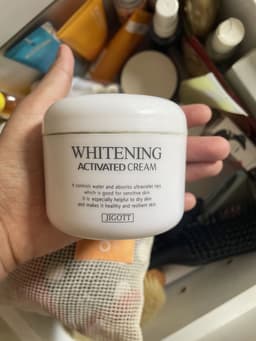 WHITENING
ACTIVATED CREAM
It controls water and absorbs ultraviolet rays
which is good for sensitive skin
It is especially helpful to dry skin
and makes it healthy and resilient skin.
JIGOTT